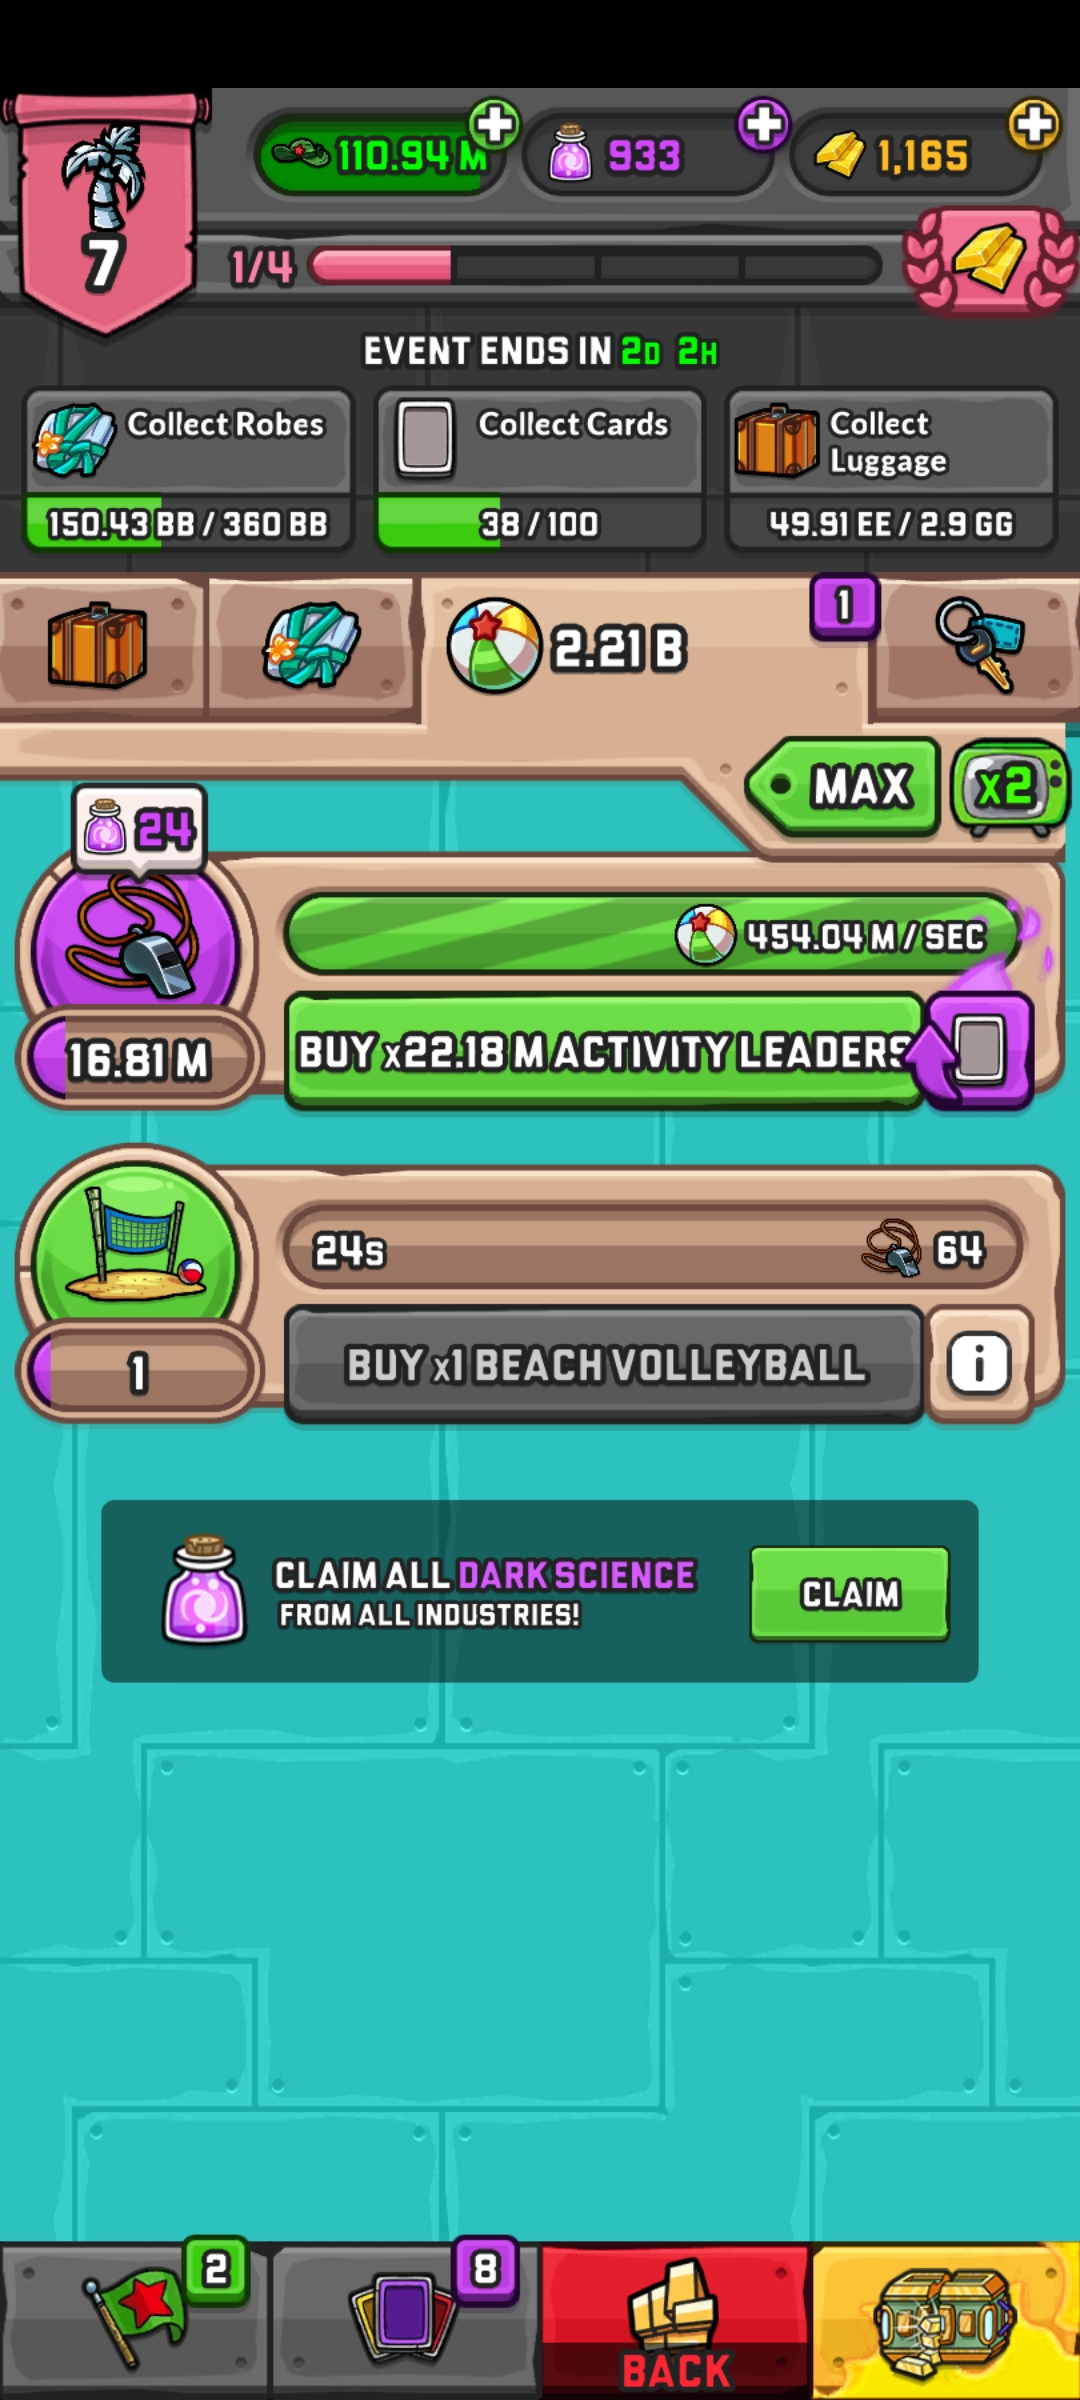 7
110.94 M
933
1,165
1/4
EVENT ENDS IN 2D 2H
Collect Robes
150.43 BB / 360 BB
Collect Cards
38 / 100
Collect
Luggage
49.91 EE / 2.9 GG
2.21 B
1
MAX
x2
24
454.04 M / SEC
16.81 M
BUY x22.18 M ACTIVITY LEADERS
24s
64
1
BUY x1 BEACH VOLLEYBALL
i
CLAIM ALL DARK SCIENCE
FROM ALL INDUSTRIES!
CLAIM
2
8
BACK